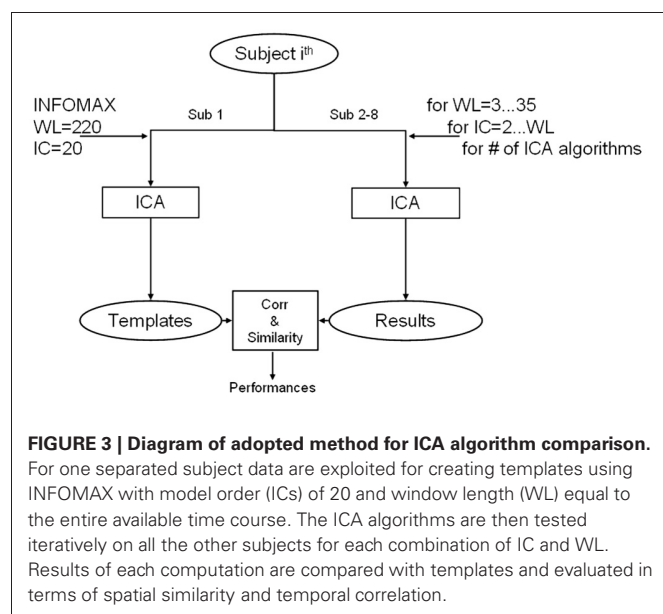 Subject iᵗʰ
INFOMAX
WL=220
IC=20
Sub 1
Sub 2-8
for WL=3...35
for IC=2...WL
for # of ICA algorithms
ICA
ICA
Templates
Corr
&
Similarity
Results
Performances
FIGURE 3 | Diagram of adopted method for ICA algorithm comparison.
For one separated subject data are exploited for creating templates using
INFOMAX with model order (ICs) of 20 and window length (WL) equal to
the entire available time course. The ICA algorithms are then tested
iteratively on all the other subjects for each combination of IC and WL.
Results of each computation are compared with templates and evaluated in
terms of spatial similarity and temporal correlation.